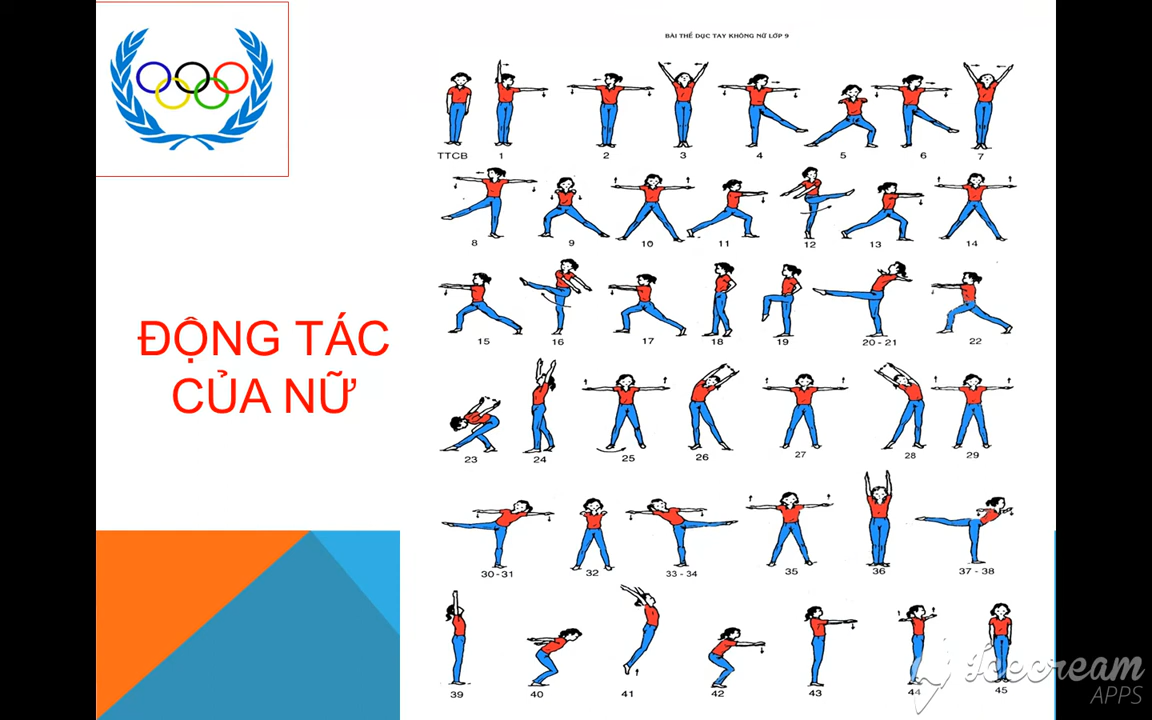 BÀI THỂ DỤC TAY KHÔNG NỮ LỚP 9
TTCB 1 2 3 4 5 6 7
8 9 10 11 12 13 14
ĐỘNG TÁC
CỦA NỮ
15 16 17 18 19 20 - 21 22
23 24 25 26 27 28 29
30 - 31 32 33 - 34 35 36 37 - 38
39 40 41 42 43 44 45
Icecream
APPS